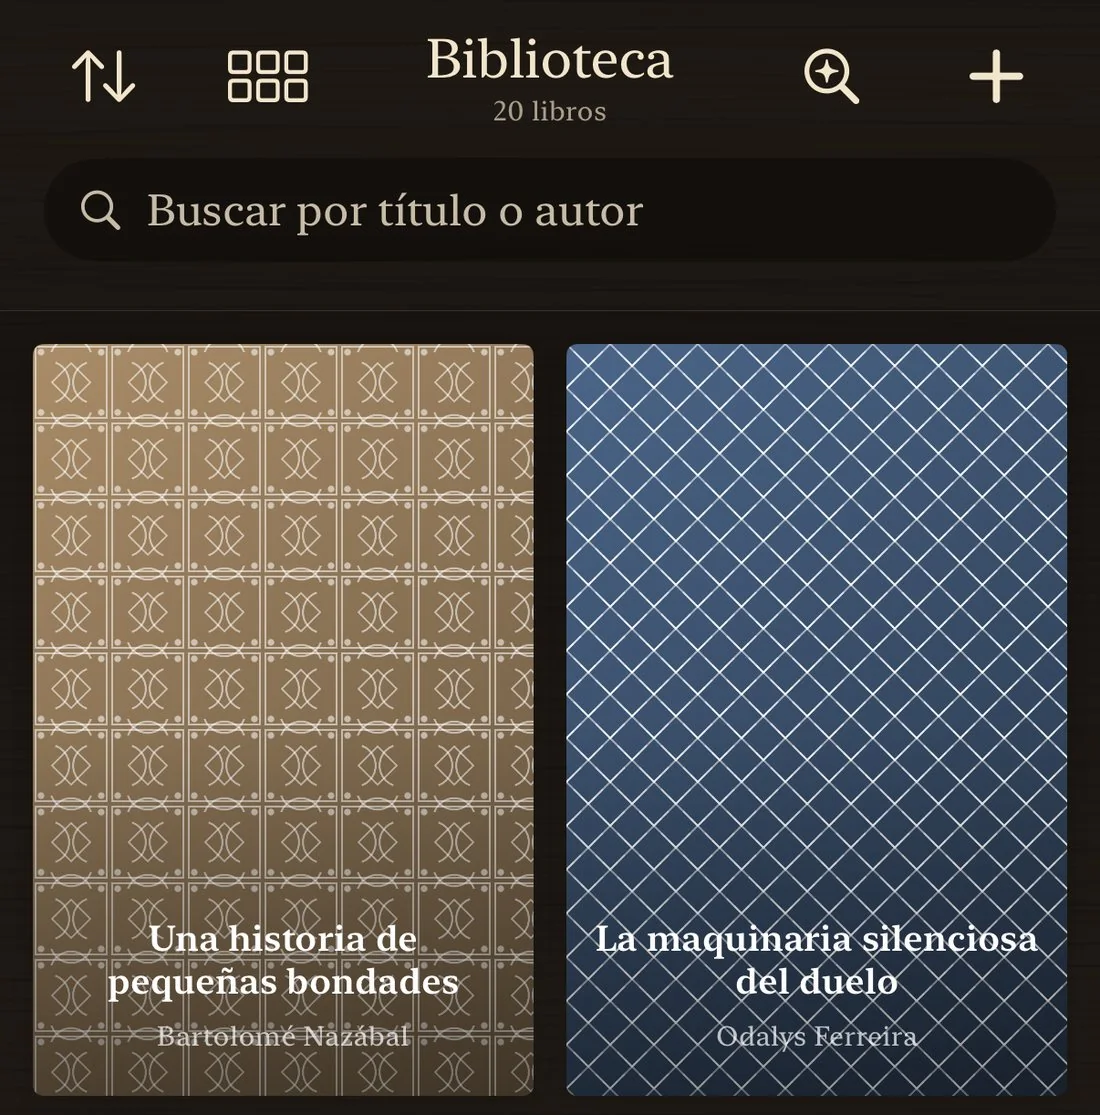 Biblioteca
20 libros
Buscar por título o autor
Una historia de
pequeñas bondades
Bartolomé Nazábal
La maquinaria silenciosa
del duelo
Odalys Ferreira